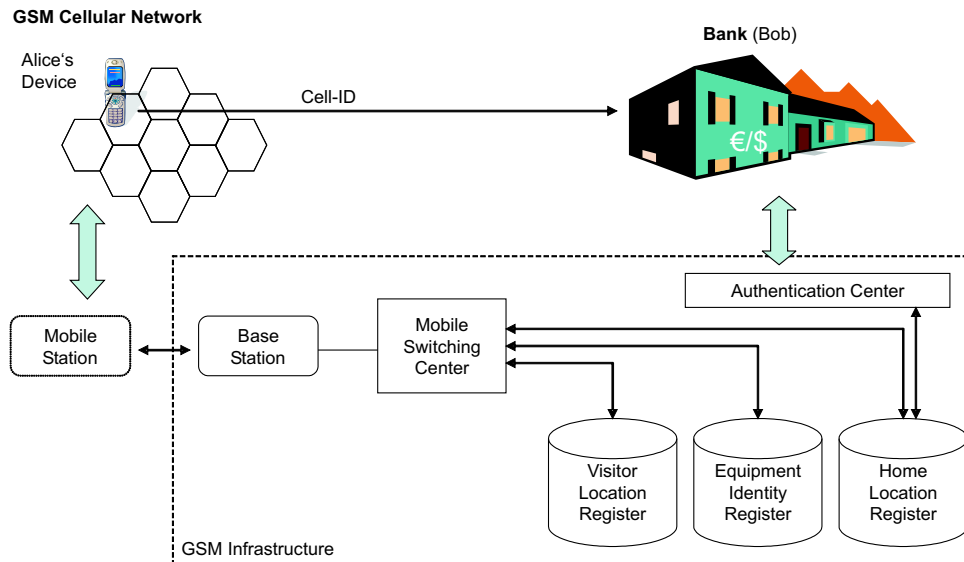 GSM Cellular Network
Alice‘s
Device
Cell-ID
Bank (Bob)
€/$
Authentication Center
Mobile
Station
Base
Station
Mobile
Switching
Center
Visitor
Location
Register
Equipment
Identity
Register
Home
Location
Register
GSM Infrastructure